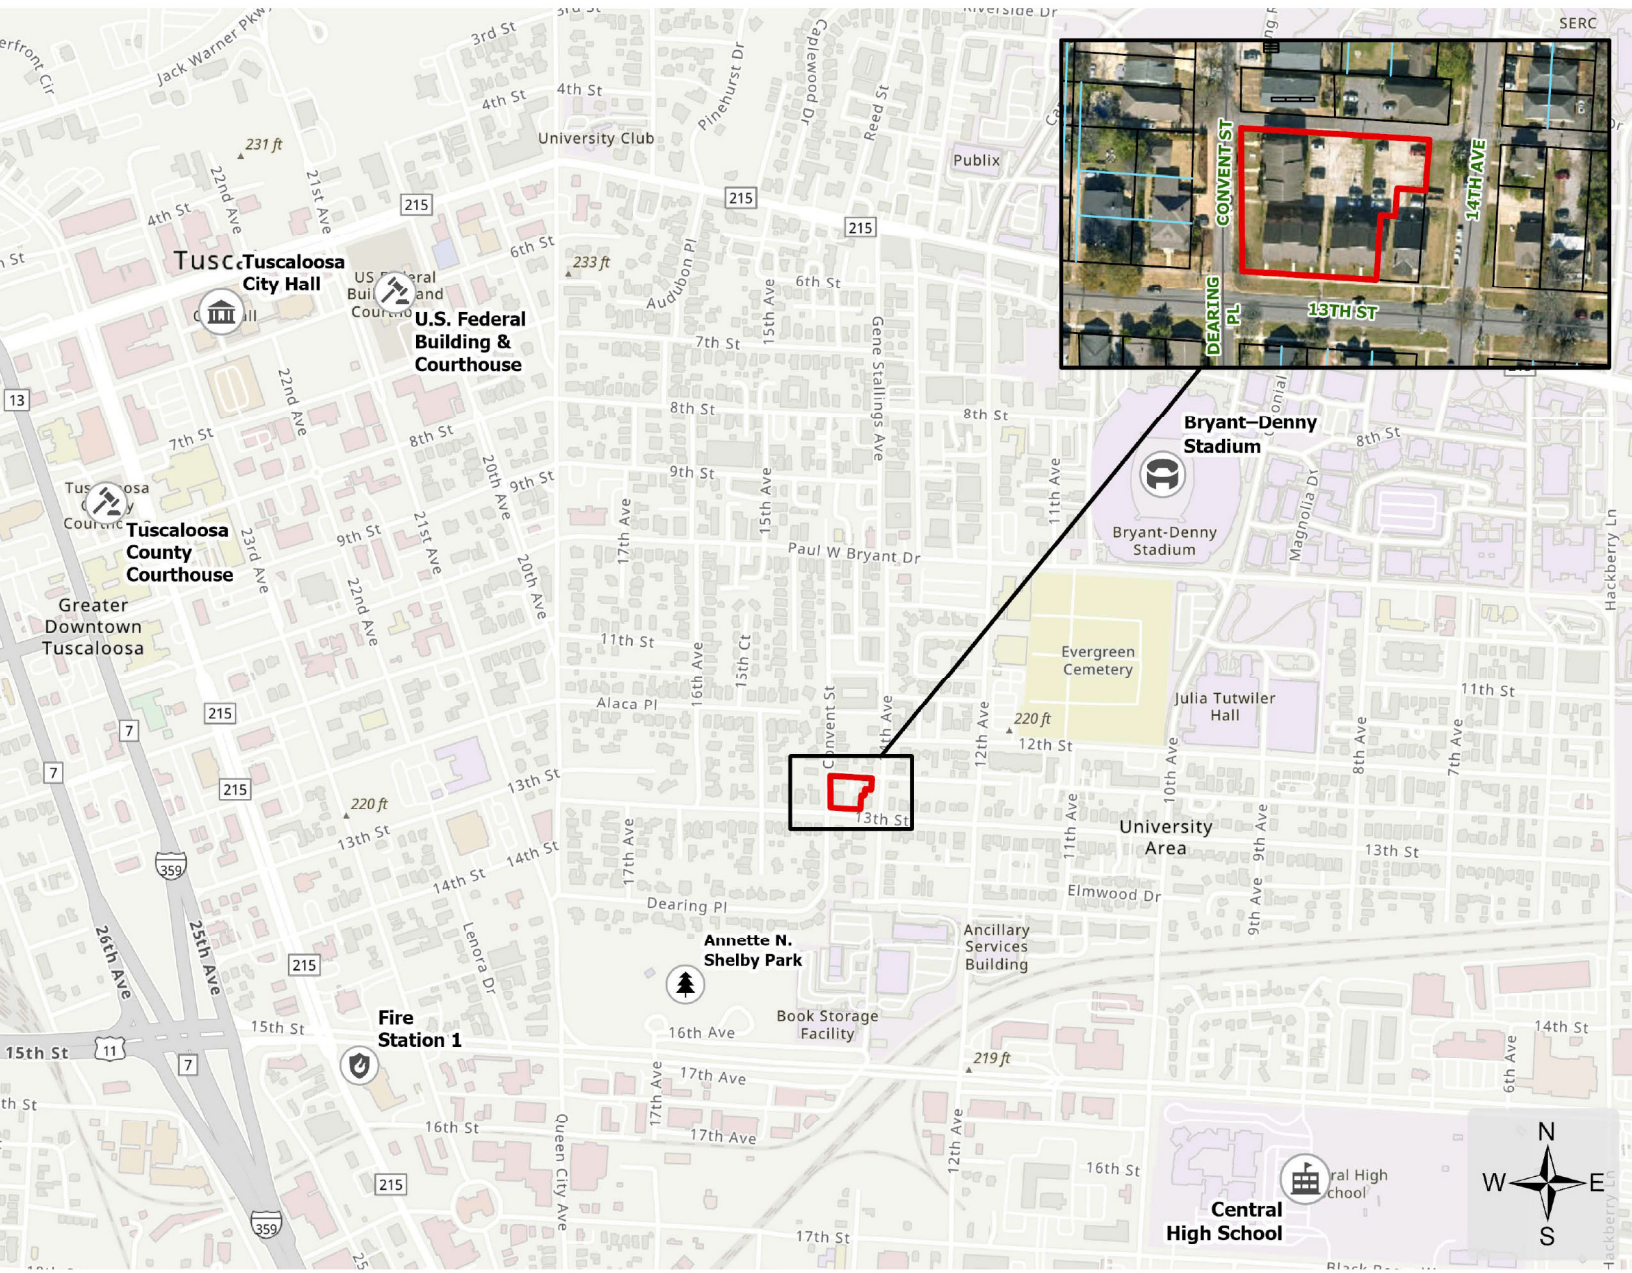 3rd St
Riverside Dr
SERC
3rd St
Jack Warner Pkwy
Caplewood Dr
Pinehurst Dr
4th St
4th St
Reed St
University Club
Publix
231 ft
22nd Ave
21st Ave
4th St
215
215
215
6th St
Tuscaloosa
City Hall
US Federal
233 ft
Audubon Pl
6th St
15th Ave
U.S. Federal
Building &
Courthouse
7th St
Gene Stallings Ave
CONVENT ST
14TH AVE
DEARING
PL
13TH ST
13
22nd Ave
8th St
8th St
8th St
7th St
8th St
Bryant–Denny
Stadium
20th Ave
9th St
9th St
15th Ave
11th Ave
Magnolia Dr
Hackberry Ln
Tuscaloosa
County
Courthouse
23rd Ave
9th St
21st Ave
17th Ave
Paul W Bryant Dr
Bryant-Denny
Stadium
20th Ave
22nd Ave
Greater
Downtown
Tuscaloosa
11th St
16th Ave
15th Ct
Evergreen
Cemetery
Julia Tutwiler
Hall
11th St
Alaca Pl
Convent St
12th Ave
220 ft
12th St
215
7
7
215
8th Ave
7th Ave
10th Ave
13th St
220 ft
13th St
13th St
17th Ave
11th Ave
University
Area
9th Ave
13th St
359
14th St
14th St
Dearing Pl
Elmwood Dr
9th Ave
26th Ave
25th Ave
Lenora Dr
Annette N.
Shelby Park
Ancillary
Services
Building
215
Fire
Station 1
15th St
15th St
11
7
16th Ave
Book Storage
Facility
14th St
219 ft
17th Ave
17th Ave
6th Ave
16th St
17th Ave
Queen City Ave
12th Ave
16th St
215
359
17th St
Central
High School
N
W
E
S
Hackberry Ln